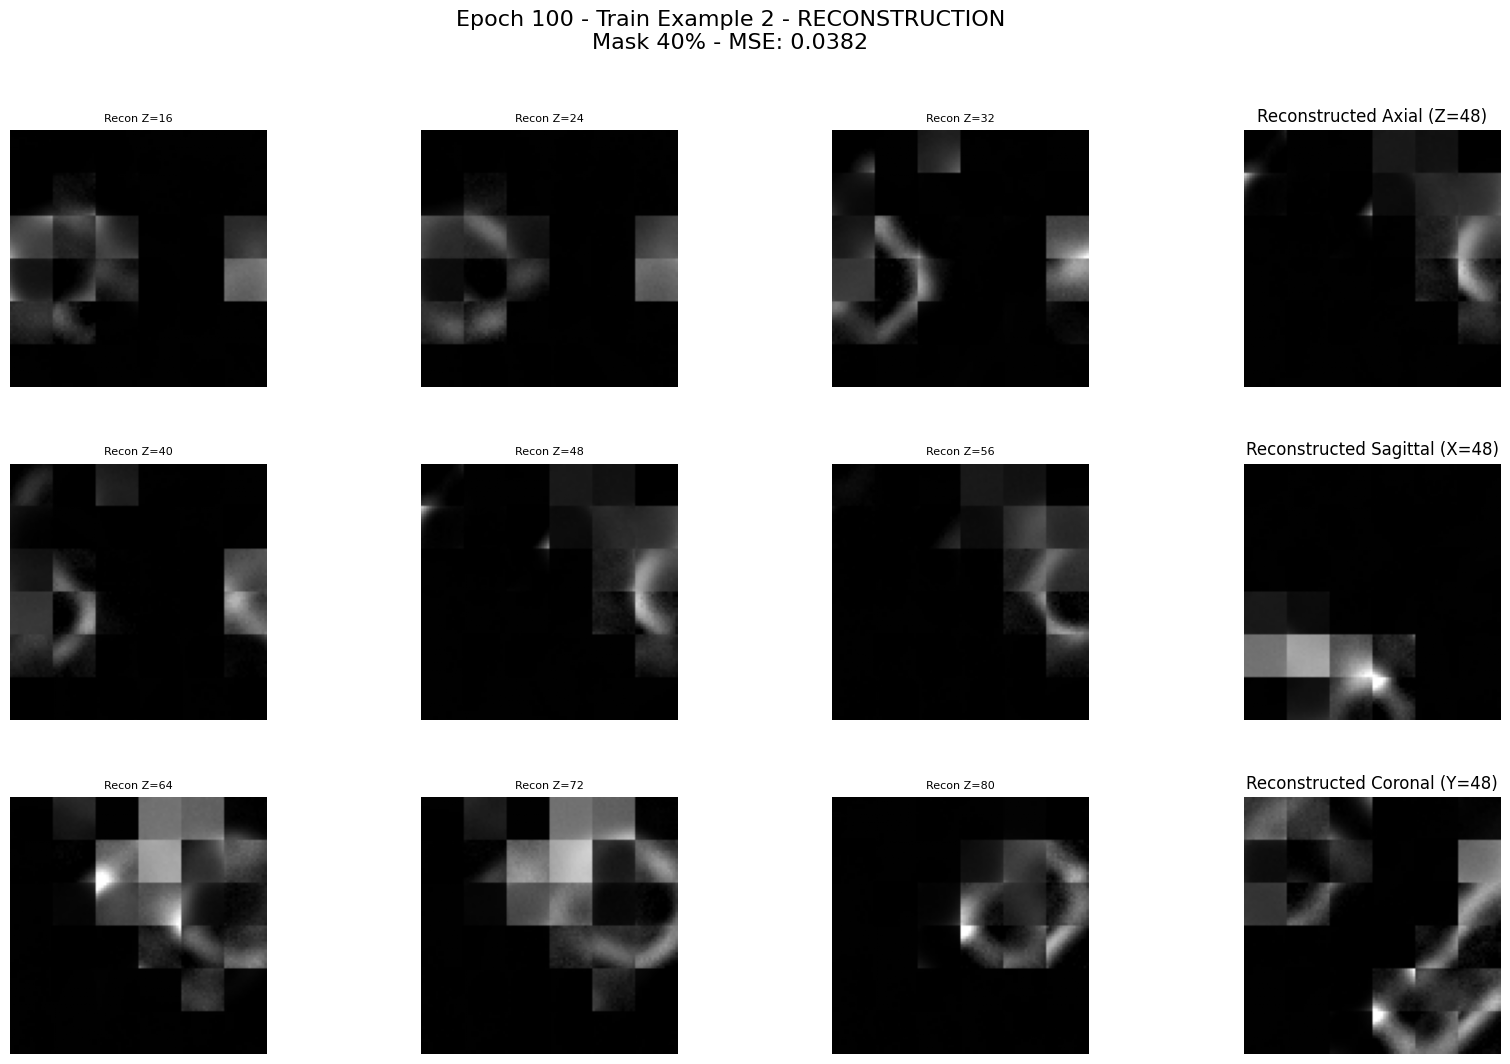 Epoch 100 - Train Example 2 - RECONSTRUCTION
Mask 40% - MSE: 0.0382
Recon Z=16
Recon Z=24
Recon Z=32
Reconstructed Axial (Z=48)
Recon Z=40
Recon Z=48
Recon Z=56
Reconstructed Sagittal (X=48)
Recon Z=64
Recon Z=72
Recon Z=80
Reconstructed Coronal (Y=48)